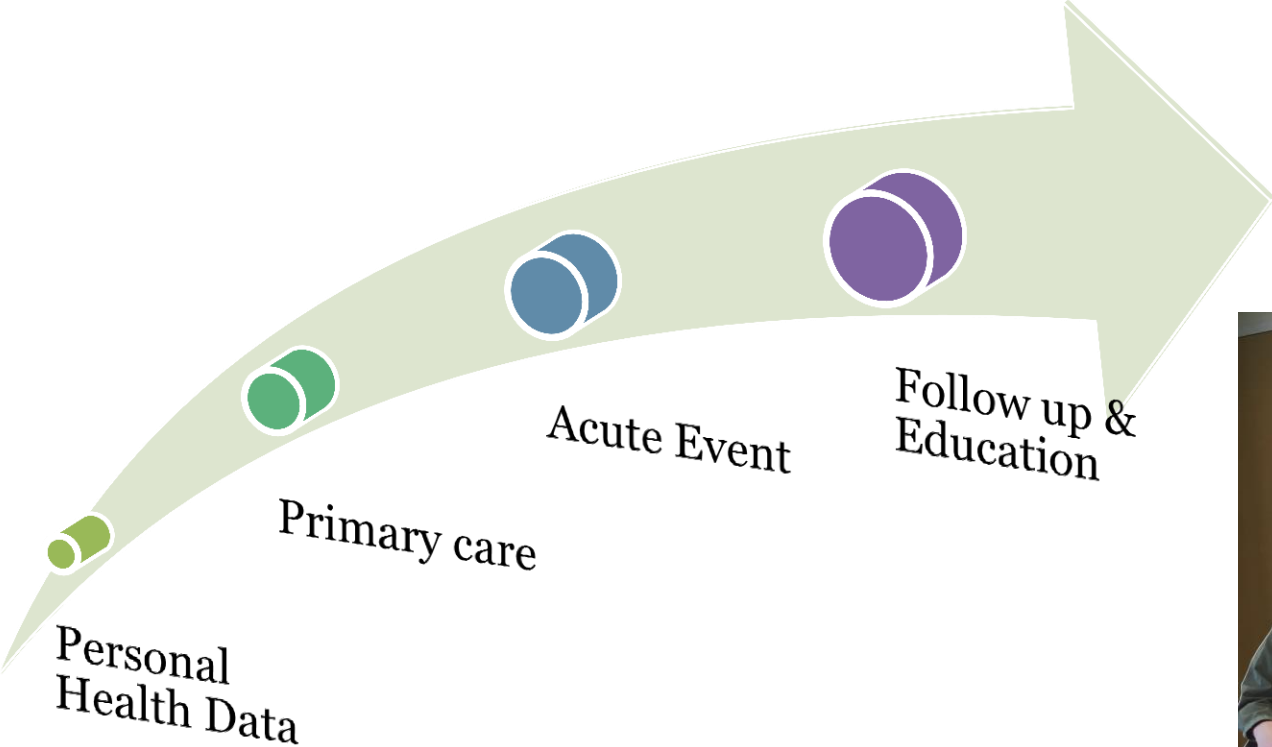 Personal
Health Data
Primary care
Acute Event
Follow up &
Education